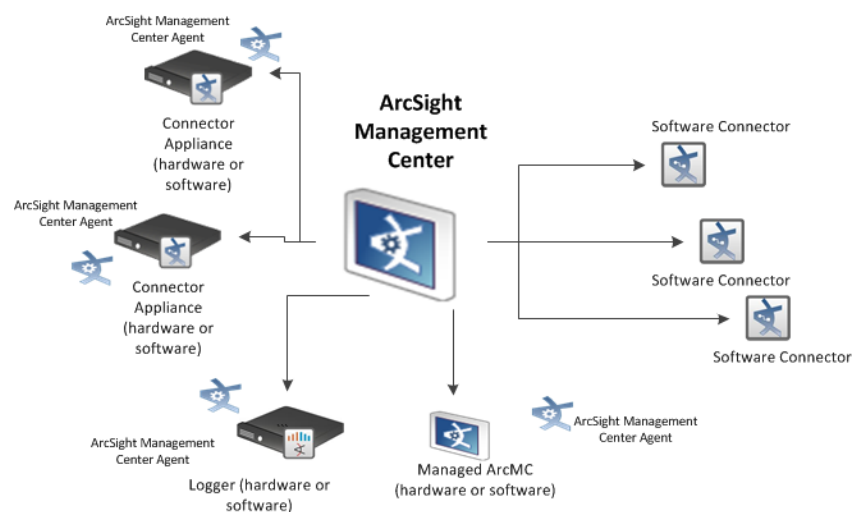 ArcSight Management
Center Agent
Connector
Appliance
(hardware or
software)
ArcSight
Management
Center
Software Connector
ArcSight Management
Center Agent
Connector
Appliance
(hardware or
software)
Software Connector
Software Connector
ArcSight Management
Center Agent
Logger (hardware or
software)
Managed ArcMC
(hardware or software)
ArcSight Management
Center Agent